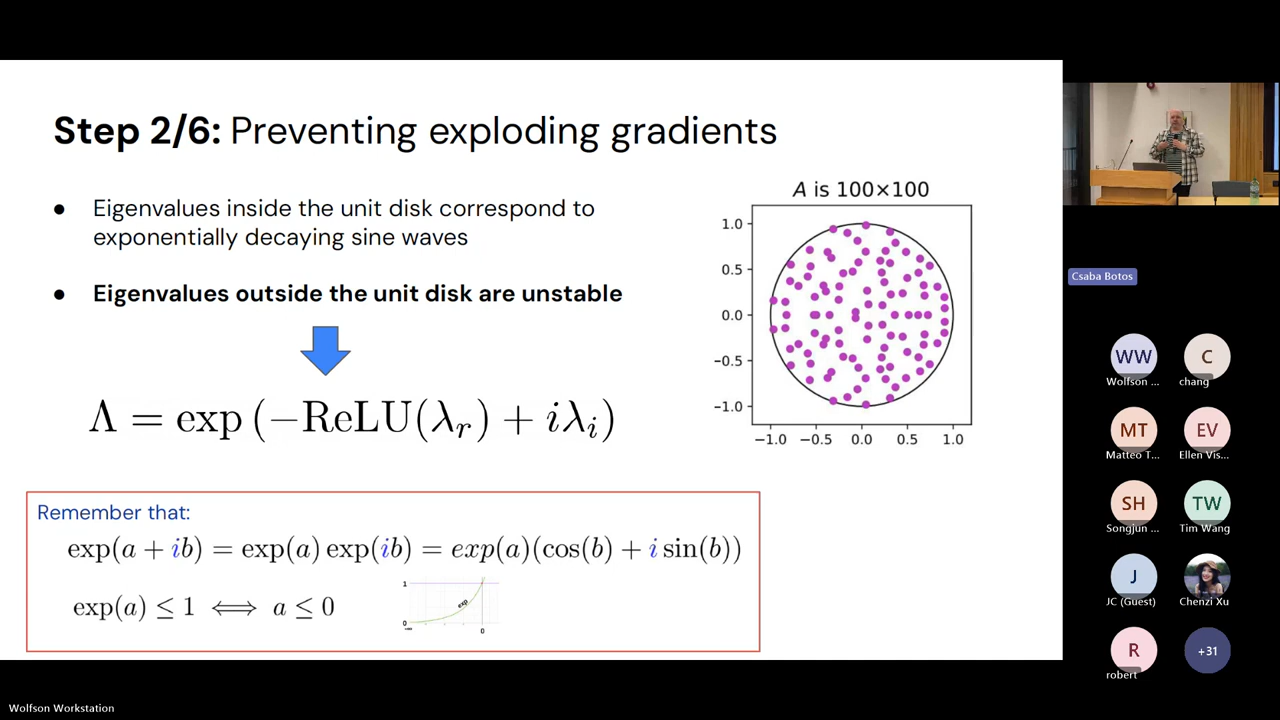 Step 2/6: Preventing exploding gradients
● Eigenvalues inside the unit disk correspond to
exponentially decaying sine waves
● Eigenvalues outside the unit disk are unstable
Λ = exp (−ReLU(λ_r) + iλ_i)
Remember that:
exp(a + ib) = exp(a) exp(ib) = exp(a)(cos(b) + i sin(b))
exp(a) ≤ 1 ⟺ a ≤ 0
1
exp
0
0
A is 100×100
1.0
0.5
0.0
−0.5
−1.0
−1.0 −0.5 0.0 0.5 1.0
Csaba Botos
WW C
Wolfson ... chang
MT EV
Matteo T... Ellen Vis...
SH TW
Songjun ... Tim Wang
J
JC (Guest) Chenzi Xu
R +31
robert
Wolfson Workstation